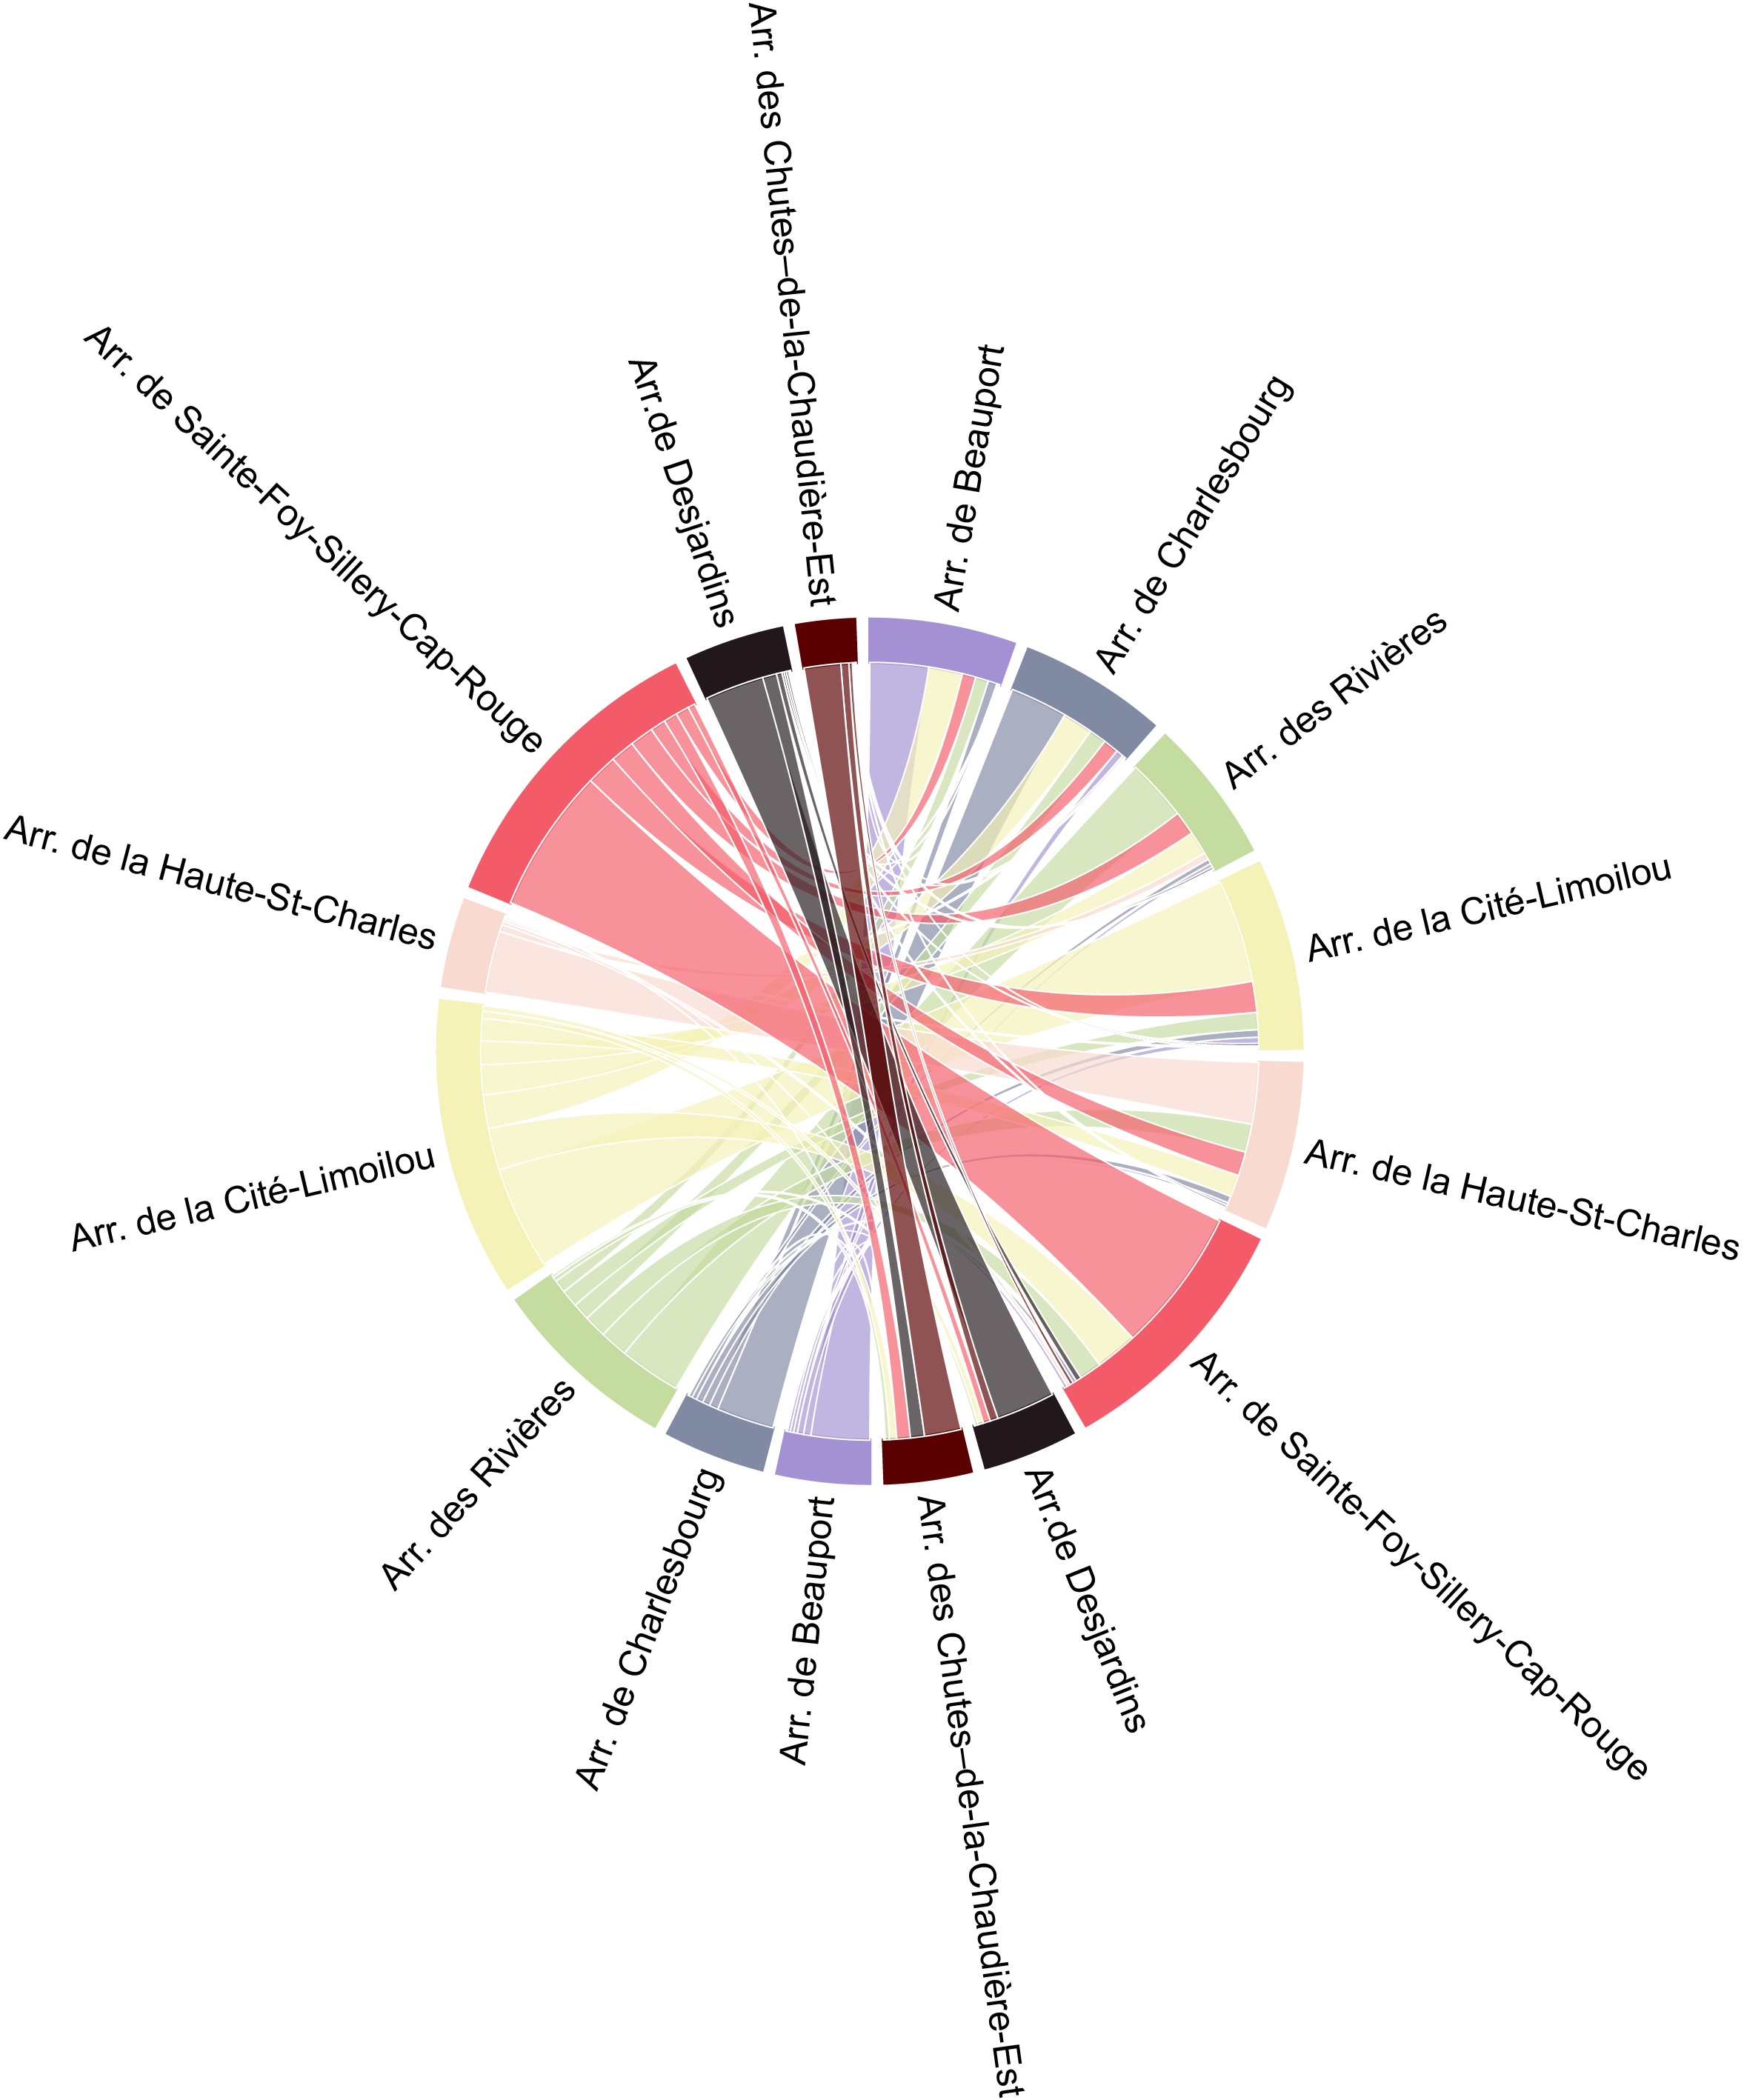 Arr. des Chutes–de-la-Chaudière-Est
Arr. de Beauport
Arr. de Charlesbourg
Arr. des Rivières
Arr. de la Cité-Limoilou
Arr. de la Haute-St-Charles
Arr. de Sainte-Foy-Sillery-Cap-Rouge
Arr.de Desjardins
Arr. des Chutes–de-la-Chaudière-Est
Arr. de Beauport
Arr. de Charlesbourg
Arr. des Rivières
Arr. de la Cité-Limoilou
Arr. de la Haute-St-Charles
Arr. de Sainte-Foy-Sillery-Cap-Rouge
Arr.de Desjardins